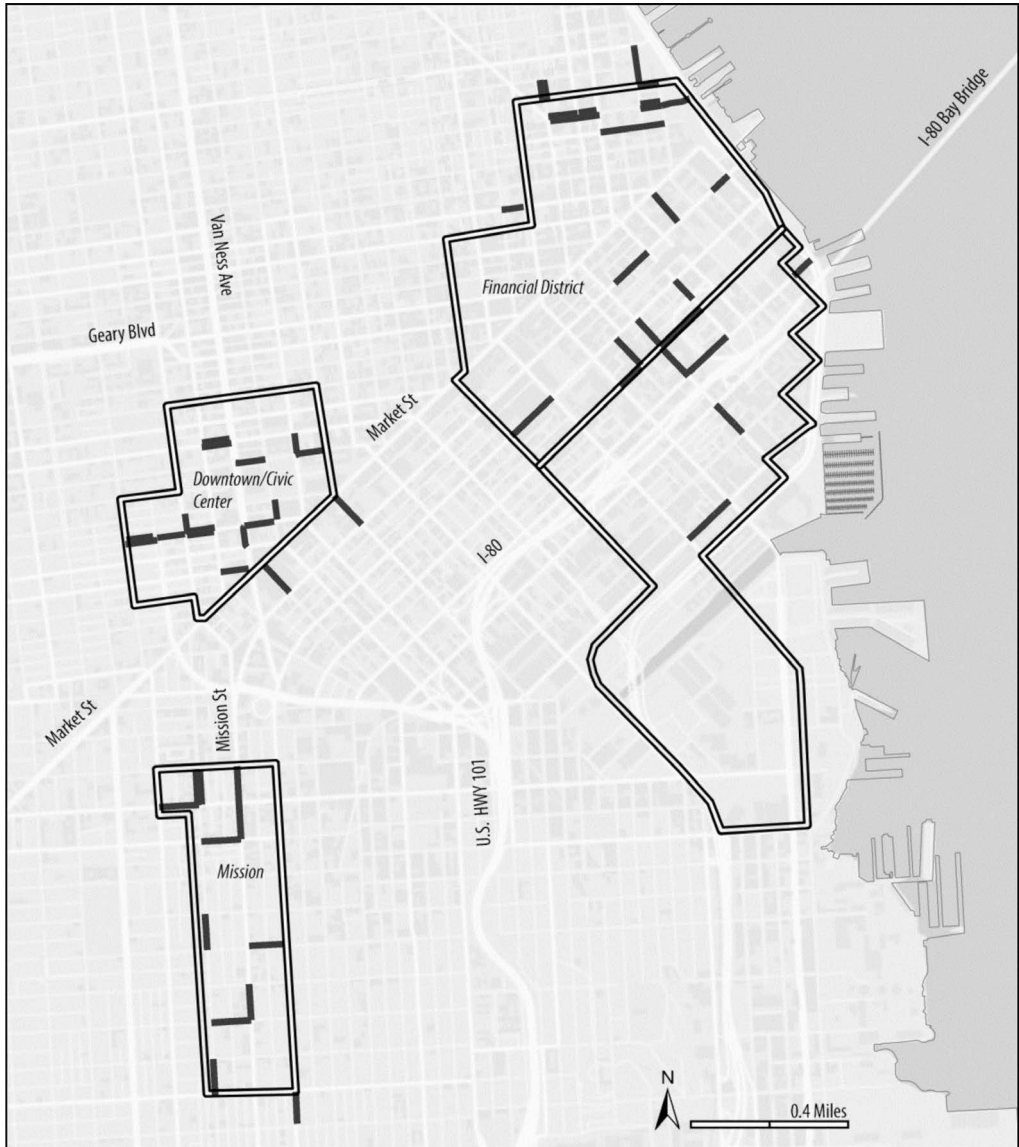 I-80 Bay Bridge
Van Ness Ave
Financial District
Geary Blvd
Market St
Downtown/Civic
Center
I-80
Mission St
Market St
U.S. HWY 101
Mission
N
0.4 Miles